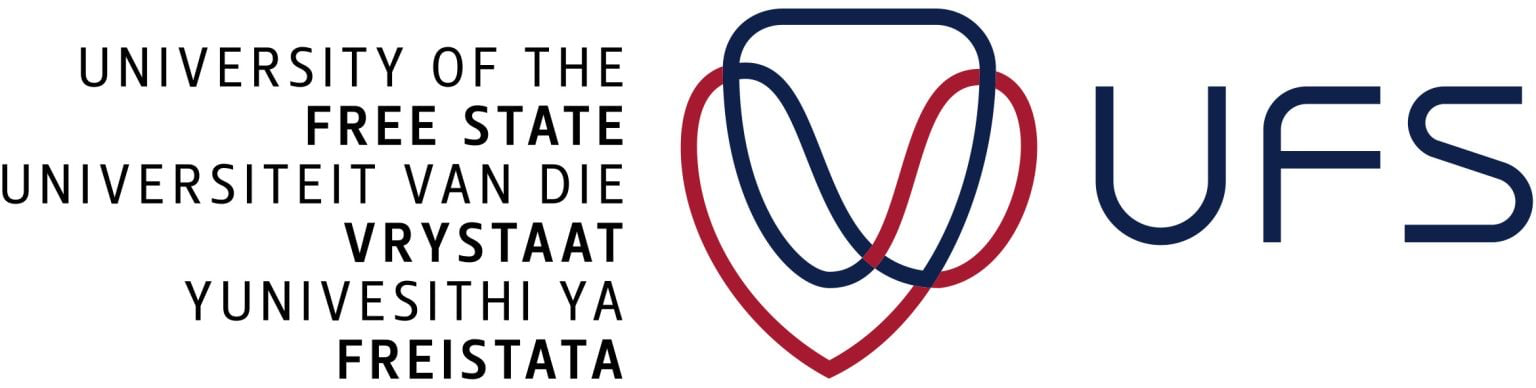 UNIVERSITY OF THE
FREE STATE
UNIVERSITEIT VAN DIE
VRYSTAAT
YUNIVESITHI YA
FREISTATA
UFS